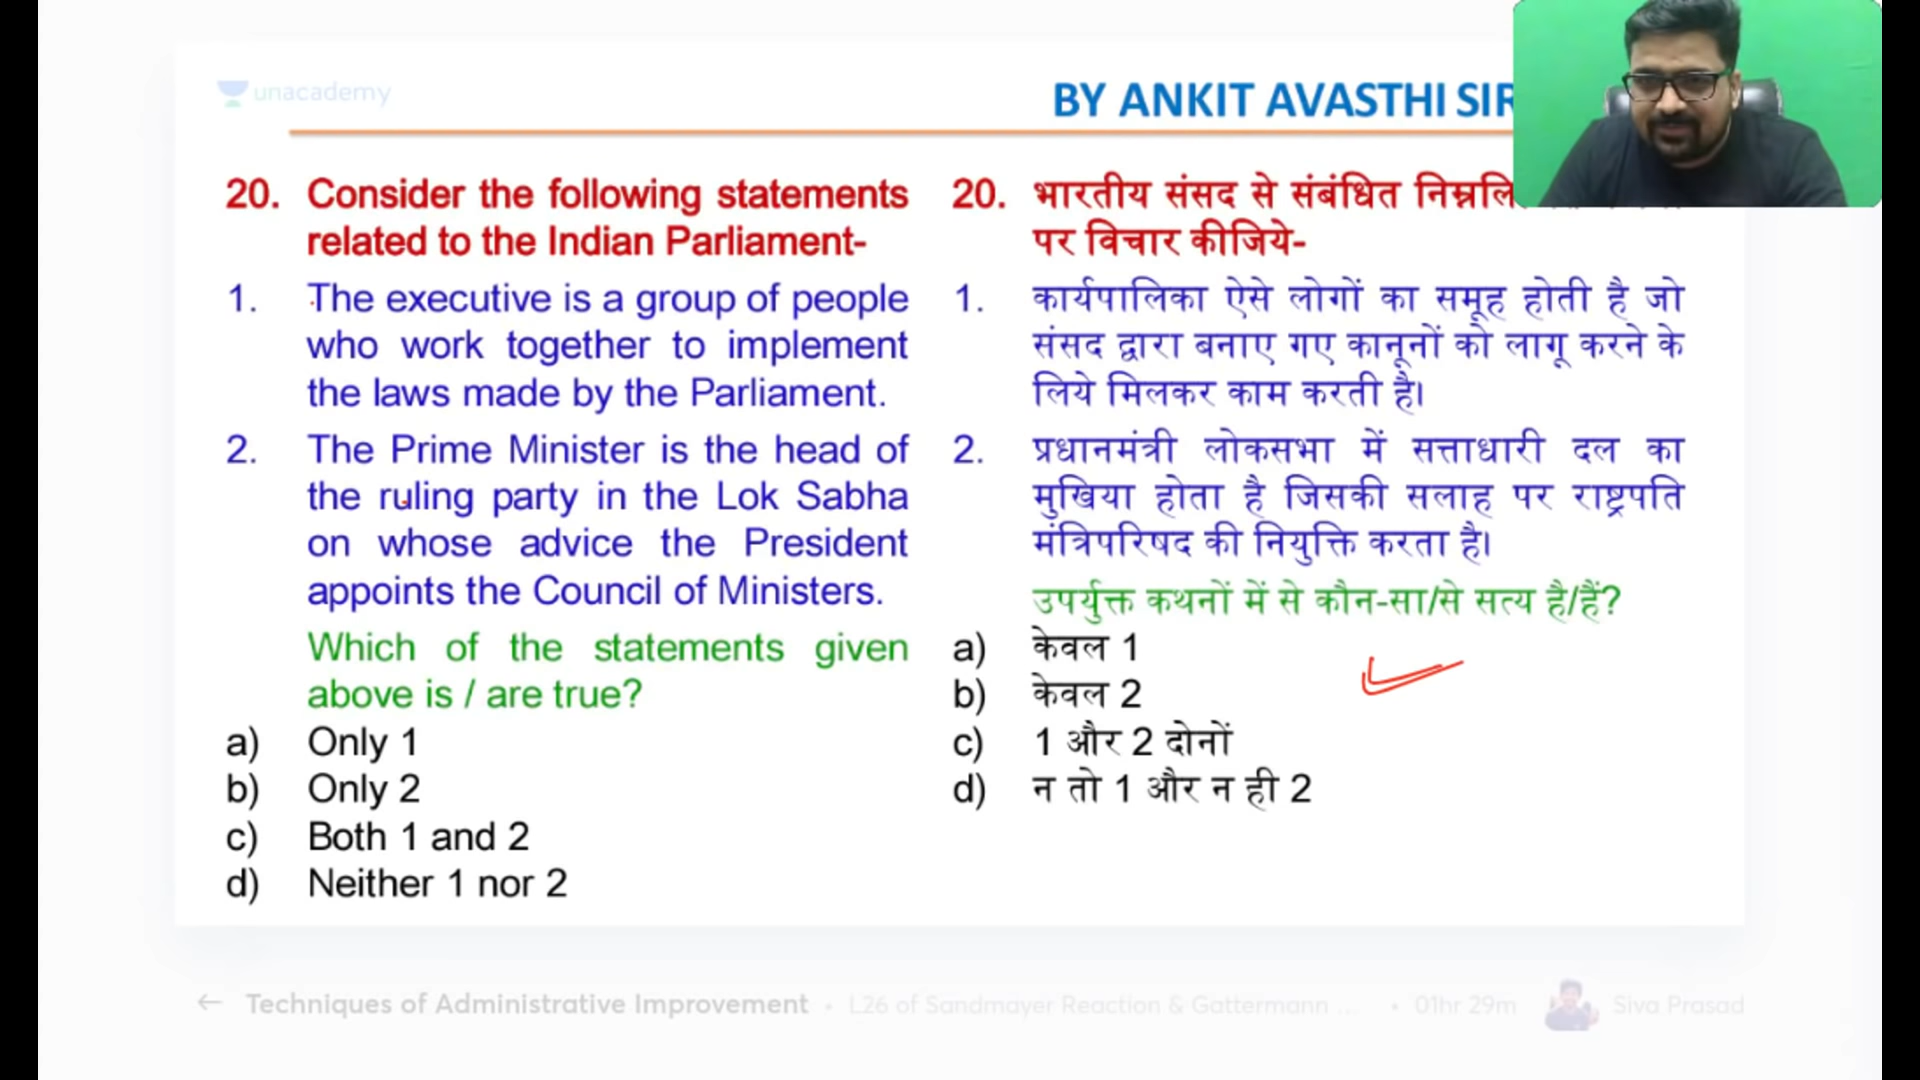 unacademy
BY ANKIT AVASTHI SIR
20. Consider the following statements
related to the Indian Parliament-
1. The executive is a group of people
who work together to implement
the laws made by the Parliament.
2. The Prime Minister is the head of
the ruling party in the Lok Sabha
on whose advice the President
appoints the Council of Ministers.
Which of the statements given
above is / are true?
a) Only 1
b) Only 2
c) Both 1 and 2
d) Neither 1 nor 2
20. भारतीय संसद से संबंधित
पर विचार कीजिये-
1. कार्यपालिका ऐसे लोगों का समूह होती है जो
संसद द्वारा बनाए गए कानूनों को लागू करने के
लिये मिलकर काम करती है।
2. प्रधानमंत्री लोकसभा में सत्ताधारी दल का
मुखिया होता है जिसकी सलाह पर राष्ट्रपति
मंत्रिपरिषद की नियुक्ति करता है।
उपर्युक्त कथनों में से कौन-सा/से सत्य है/हैं?
a) केवल 1
b) केवल 2
c) 1 और 2 दोनों
d) न तो 1 और न ही 2
← Techniques of Administrative Improvement • L26 of Sandmayer Reaction & Gattermann ... • 01hr 29m Siva Prasad